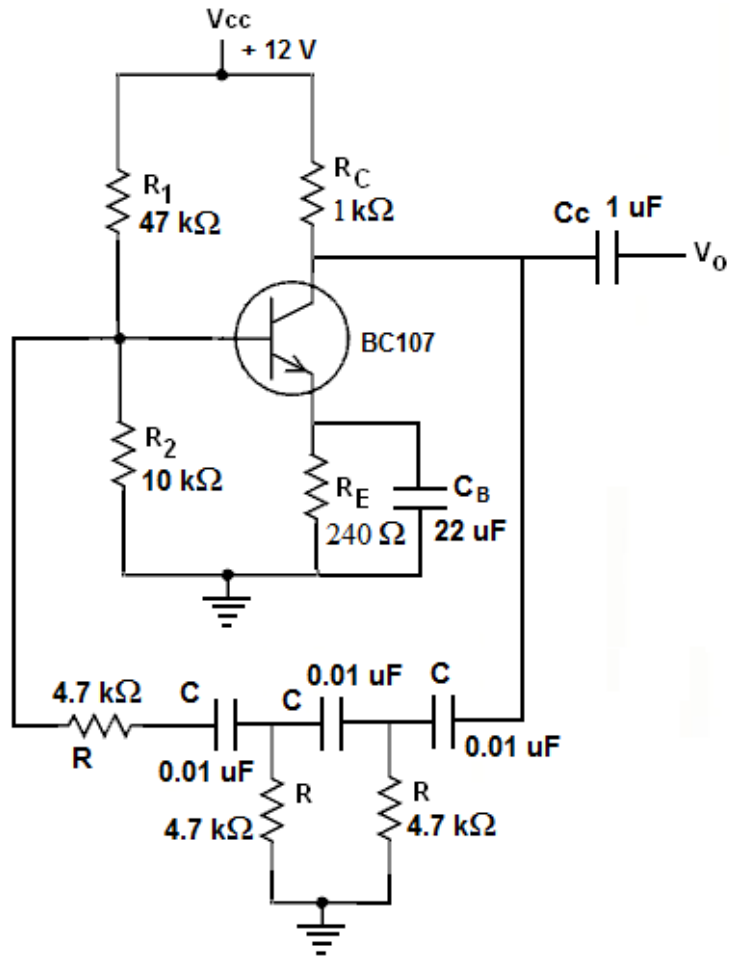 Vcc
+ 12 V
R1
47 kΩ
RC
1 kΩ
Cc 1 uF
Vo
BC107
R2
10 kΩ
RE
240 Ω
CB
22 uF
4.7 kΩ
R
C
0.01 uF
C
0.01 uF
C
0.01 uF
R
4.7 kΩ
R
4.7 kΩ